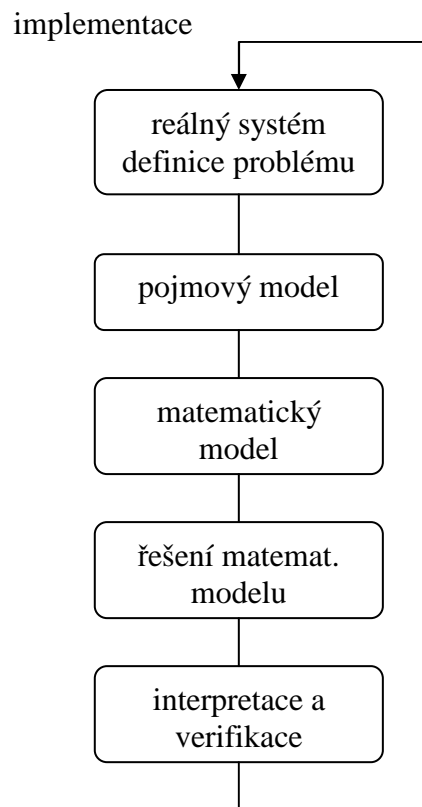 implementace
reálný systém
definice problému
pojmový model
matematický
model
řešení matemat.
modelu
interpretace a
verifikace